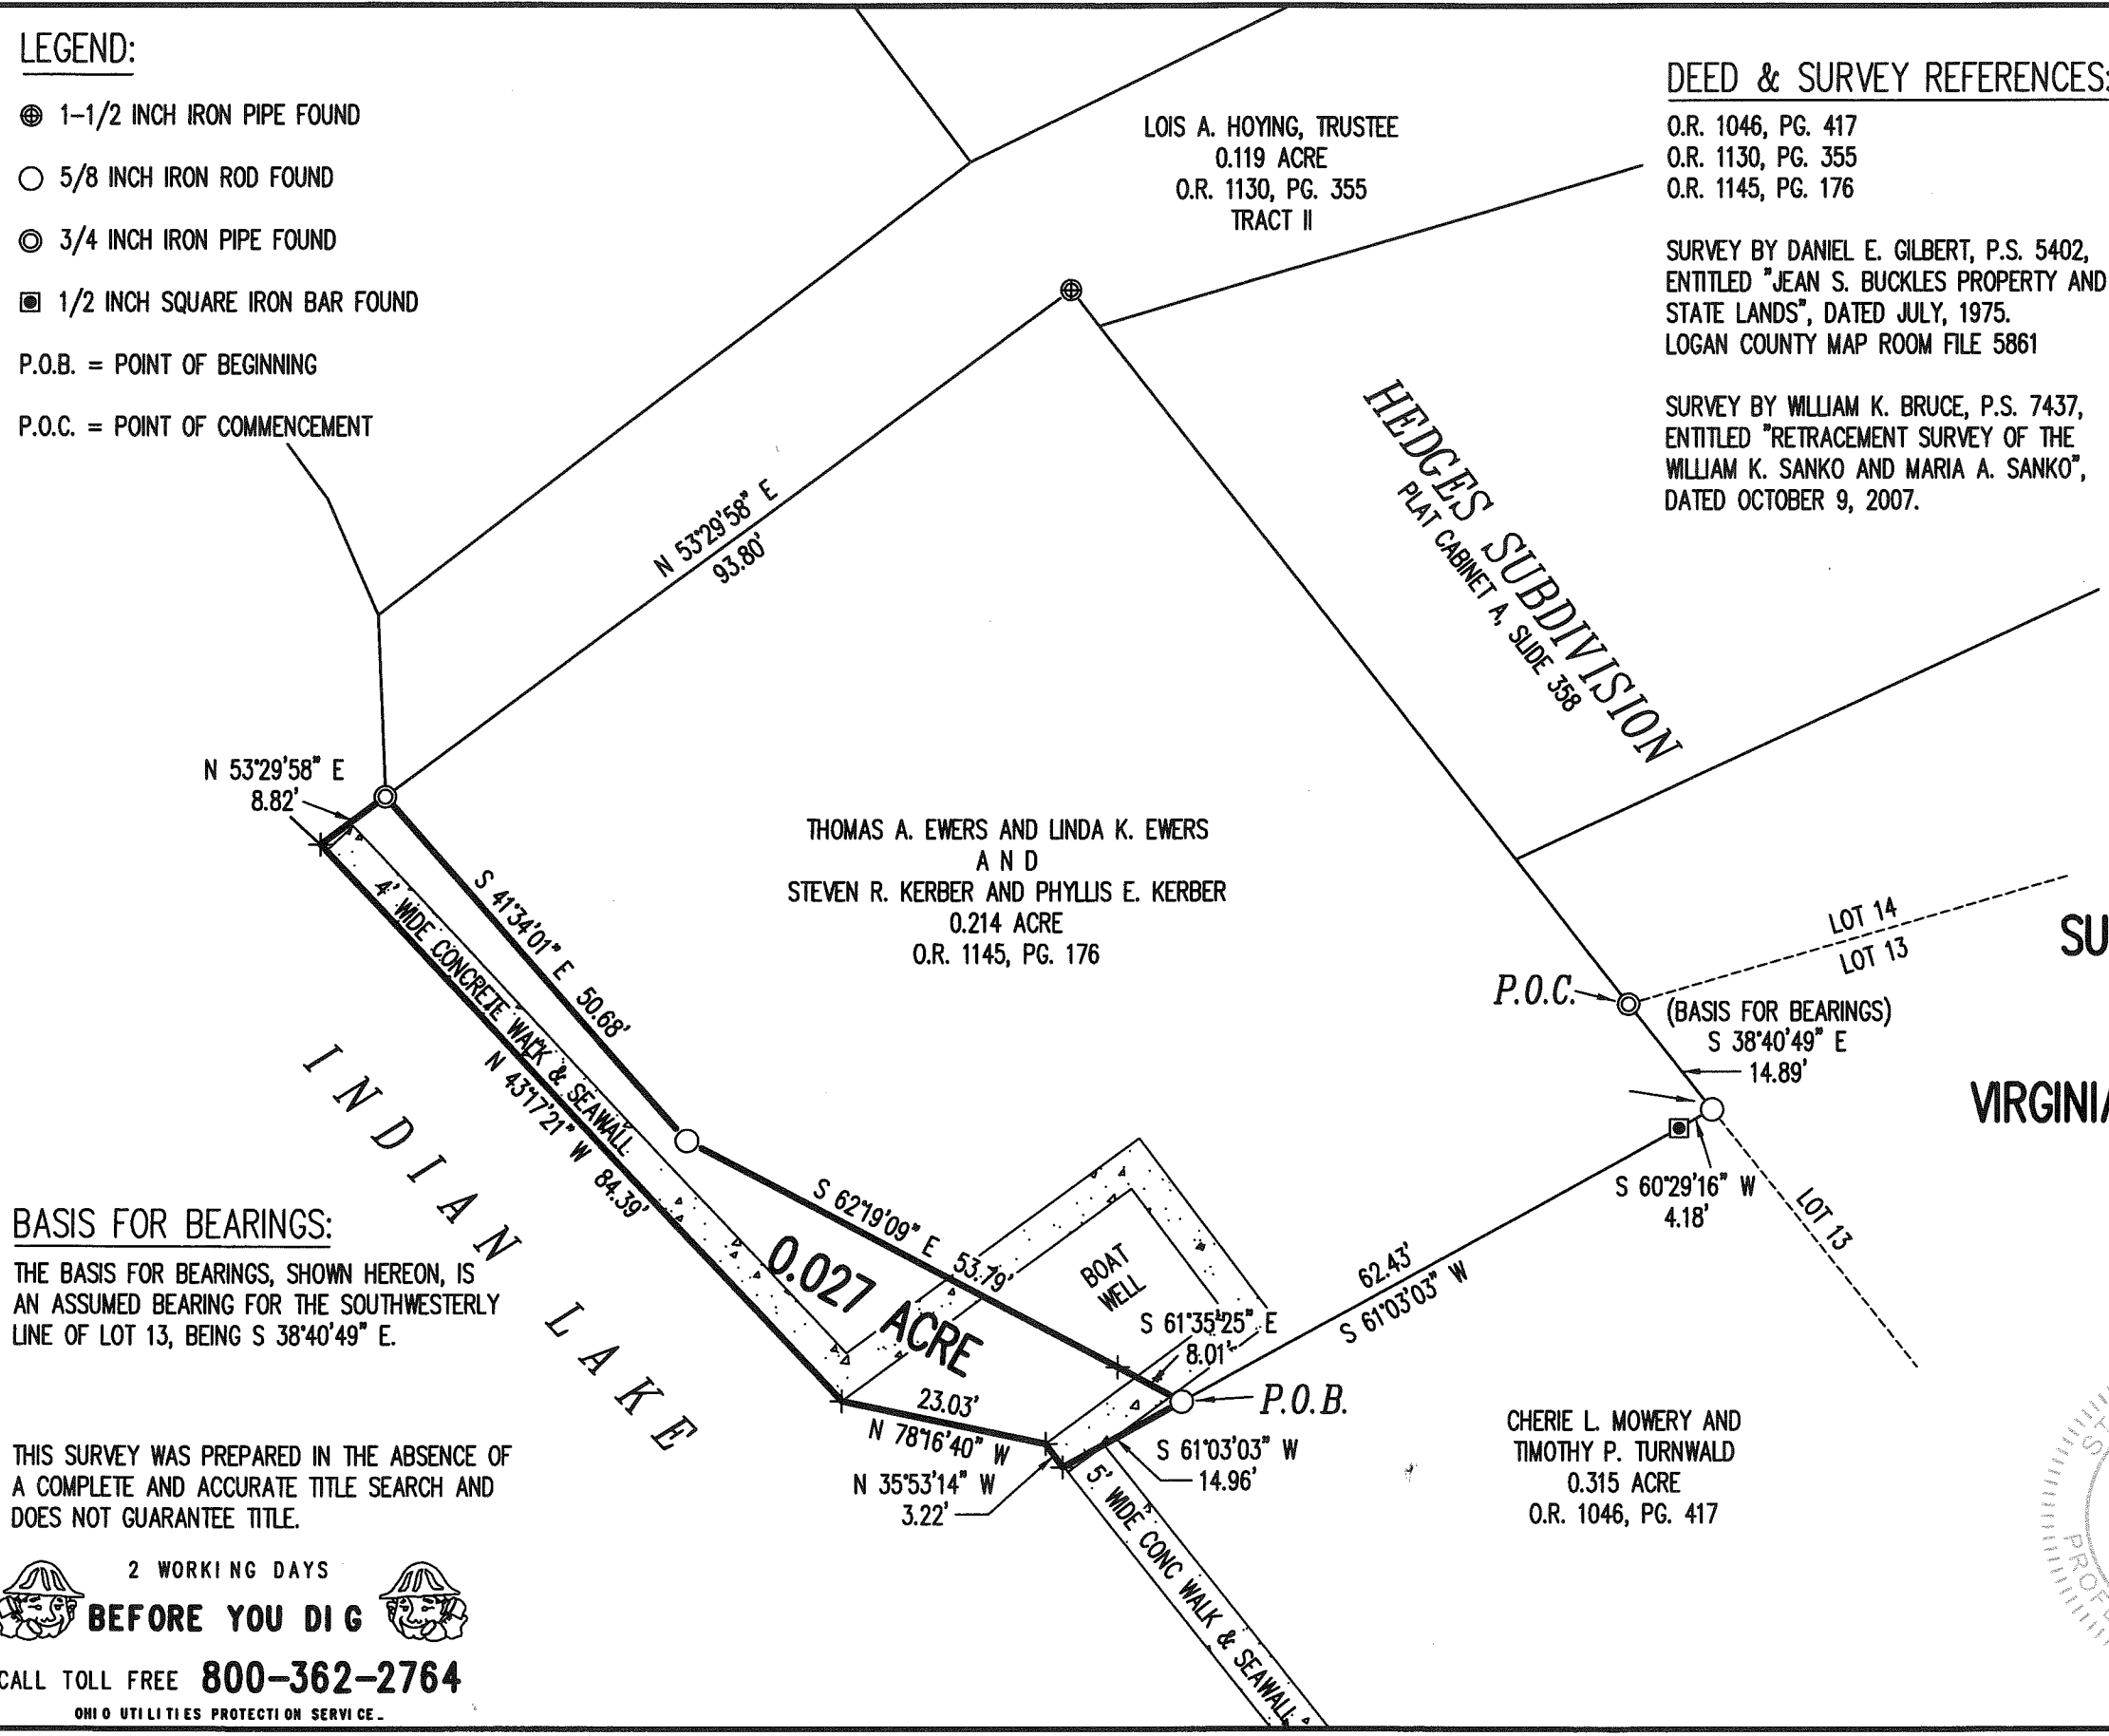 LEGEND:
1-1/2 INCH IRON PIPE FOUND
5/8 INCH IRON ROD FOUND
3/4 INCH IRON PIPE FOUND
1/2 INCH SQUARE IRON BAR FOUND
P.O.B. = POINT OF BEGINNING
P.O.C. = POINT OF COMMENCEMENT
LOIS A. HOYING, TRUSTEE
0.119 ACRE
O.R. 1130, PG. 355
TRACT II
DEED & SURVEY REFERENCES:
O.R. 1046, PG. 417
O.R. 1130, PG. 355
O.R. 1145, PG. 176
SURVEY BY DANIEL E. GILBERT, P.S. 5402,
ENTITLED "JEAN S. BUCKLES PROPERTY AND
STATE LANDS", DATED JULY, 1975.
LOGAN COUNTY MAP ROOM FILE 5861
SURVEY BY WILLIAM K. BRUCE, P.S. 7437,
ENTITLED "RETRACEMENT SURVEY OF THE
WILLIAM K. SANKO AND MARIA A. SANKO",
DATED OCTOBER 9, 2007.
HEDGES SUBDIVISION
PLAT CABINET A, SLIDE 358
N 53°29'58" E
93.80'
N 53°29'58" E
8.82'
S 41°34'01" E 50.68'
4' WIDE CONCRETE WALK & SEAWALL
N 43°17'21" W 84.39'
THOMAS A. EWERS AND LINDA K. EWERS
A N D
STEVEN R. KERBER AND PHYLLIS E. KERBER
0.214 ACRE
O.R. 1145, PG. 176
LOT 14
LOT 13
SU
P.O.C.
(BASIS FOR BEARINGS)
S 38°40'49" E
14.89'
VIRGINIA
S 60°29'16" W
4.18'
LOT 13
INDIAN LAKE
S 62°19'09" E 53.79'
0.027 ACRE
BOAT
WELL
S 61°35'25" E
8.01'
62.43'
S 61°03'03" W
P.O.B.
23.03'
N 78°16'40" W
S 61°03'03" W
14.96'
N 35°53'14" W
3.22'
5' WIDE CONC WALK & SEAWALL
CHERIE L. MOWERY AND
TIMOTHY P. TURNWALD
0.315 ACRE
O.R. 1046, PG. 417
BASIS FOR BEARINGS:
THE BASIS FOR BEARINGS, SHOWN HEREON, IS
AN ASSUMED BEARING FOR THE SOUTHWESTERLY
LINE OF LOT 13, BEING S 38°40'49" E.
THIS SURVEY WAS PREPARED IN THE ABSENCE OF
A COMPLETE AND ACCURATE TITLE SEARCH AND
DOES NOT GUARANTEE TITLE.
2 WORKING DAYS
BEFORE YOU DIG
CALL TOLL FREE 800-362-2764
OHIO UTILITIES PROTECTION SERVICE